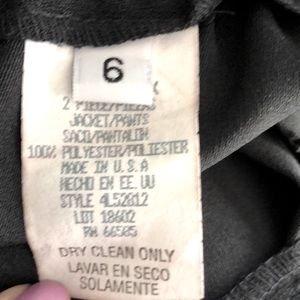 6
2 PIECE/PIEZAS
JACKET/PANTS
SACO/PANTALON
100% POLYESTER/POLIESTER
MADE IN U.S.A
HECHO EN EE.UU
STYLE 4L52812
LOT 18602
RN 66585
DRY CLEAN ONLY
LAVAR EN SECO
SOLAMENTE